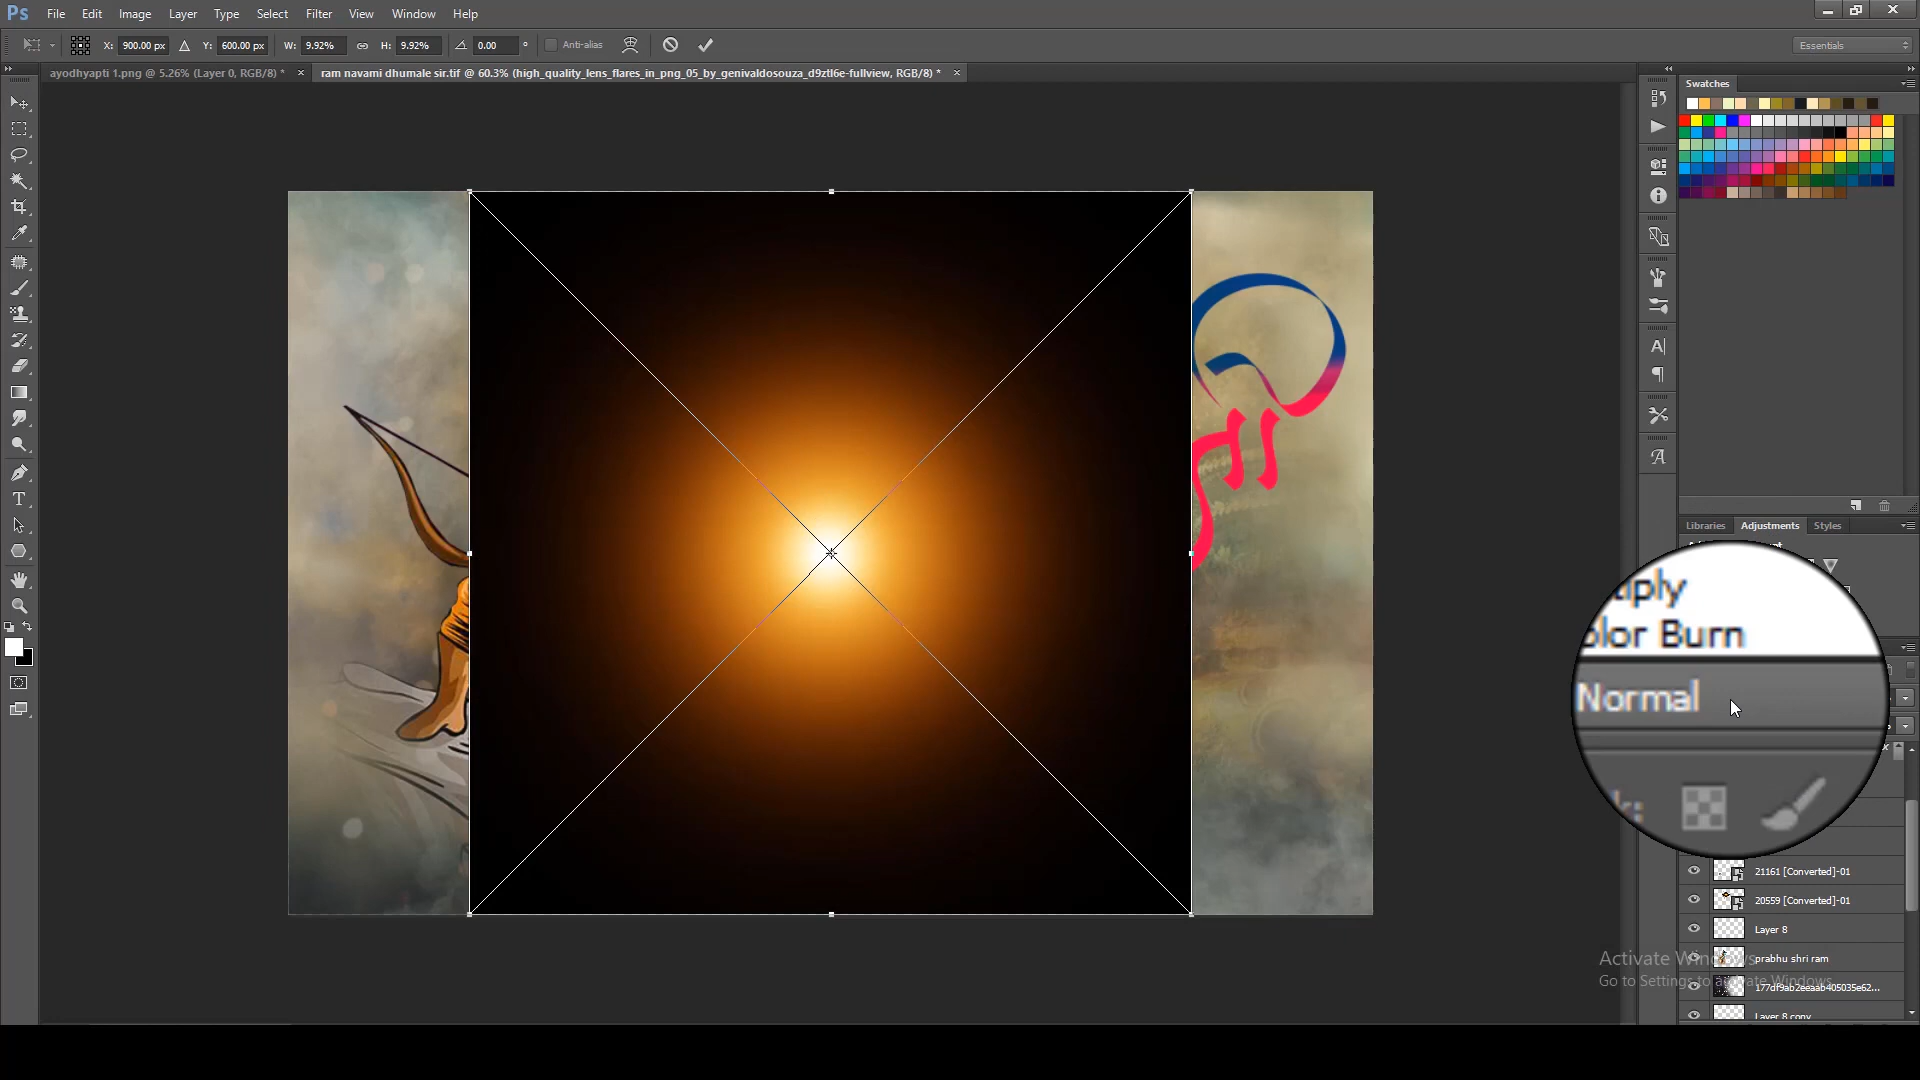 Ps File Edit Image Layer Type Select Filter View Window Help
X: 900.00 px Y: 600.00 px W: 9.92% H: 9.92% 0.00 ° Anti-alias Essentials
ayodhyapti 1.png @ 5.26% (Layer 0, RGB/8) * × ram navami dhumale sir.tif @ 60.3% (high_quality_lens_flares_in_png_05_by_genivaldosouza_d9ztl6e-fullview, RGB/8) * ×
Swatches
Libraries Adjustments Styles
Color Burn
Normal
21161 [Converted]-01
20559 [Converted]-01
Layer 8
prabhu shri ram
Activate Windows
Go to Settings to activate Windows.
177df9ab2eeaab405035e62...
Layer 8 copy